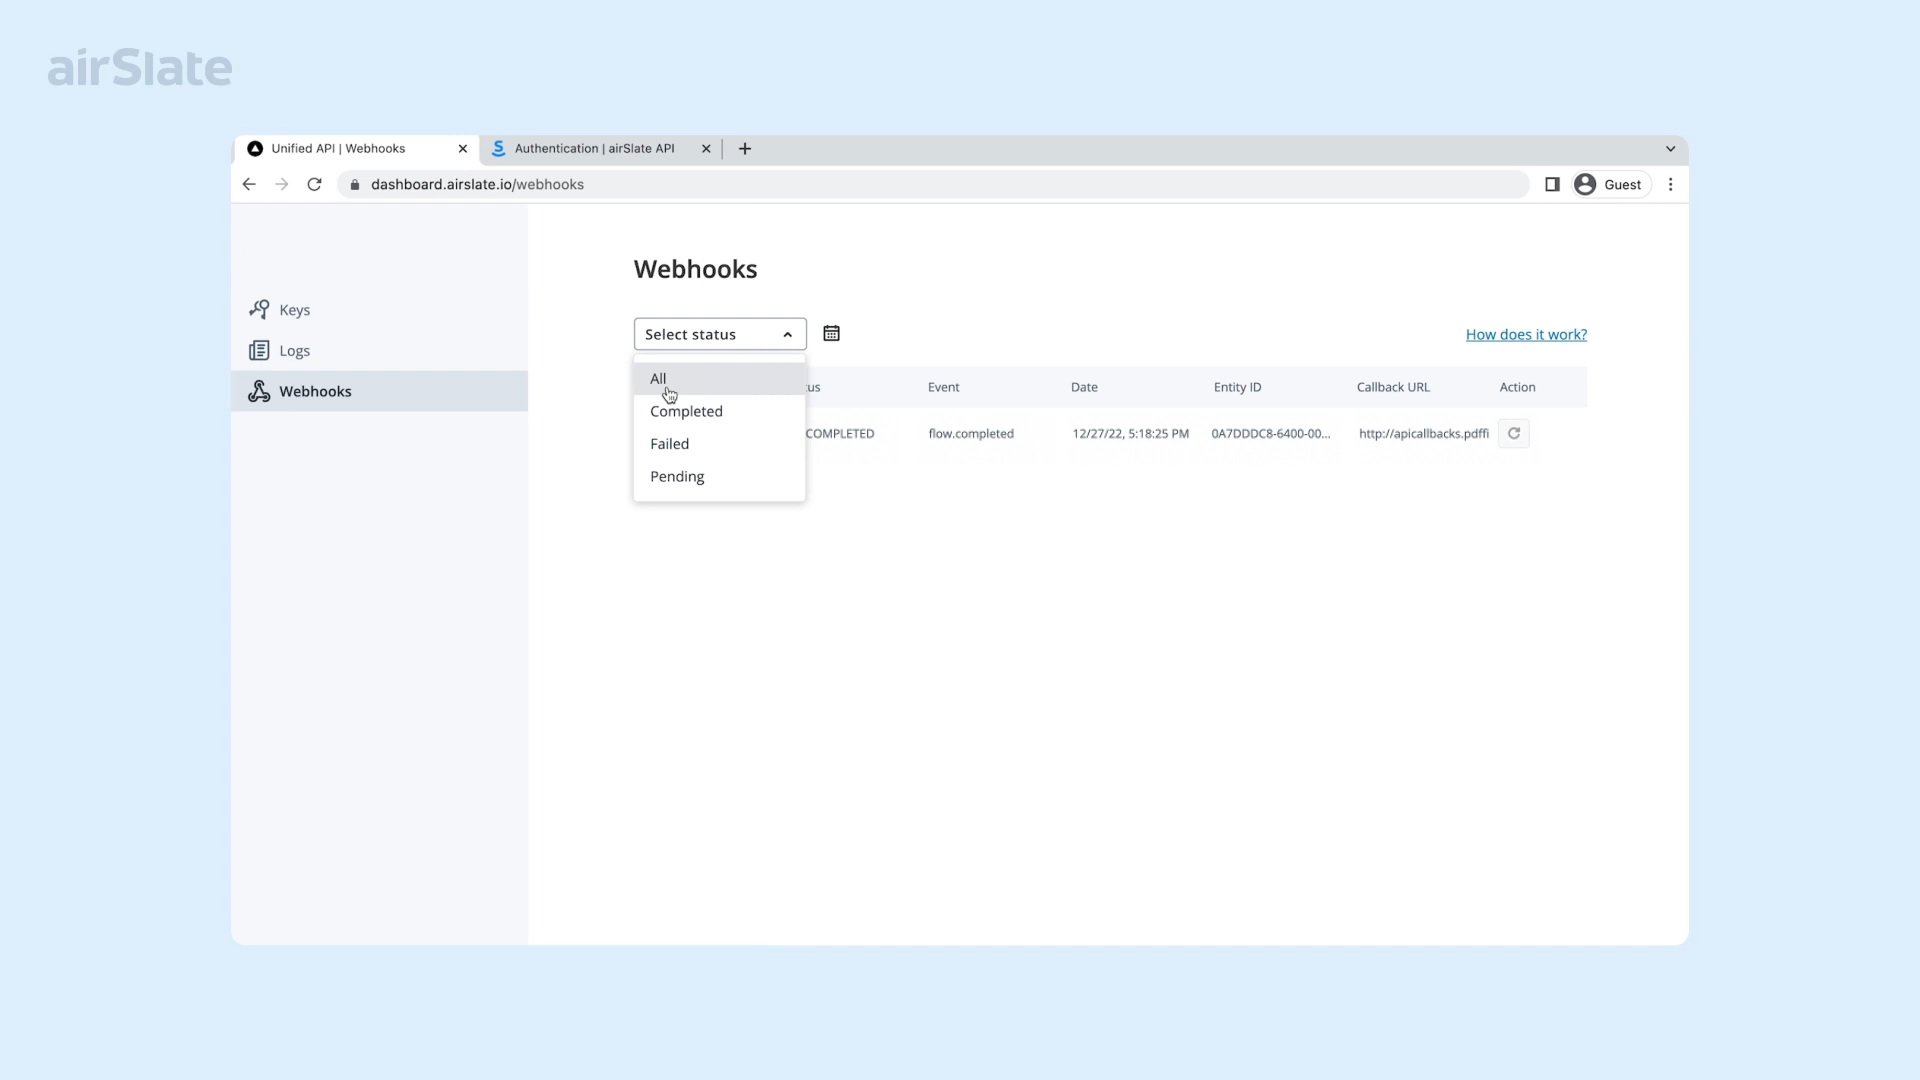 airSlate
Unified API | Webhooks
Authentication | airSlate API
dashboard.airslate.io/webhooks
Guest
Webhooks
Keys
Logs
Webhooks
Select status
How does it work?
All
Completed
Failed
Pending
us Event Date Entity ID Callback URL Action
COMPLETED flow.completed 12/27/22, 5:18:25 PM 0A7DDDC8-6400-00... http://apicallbacks.pdffi